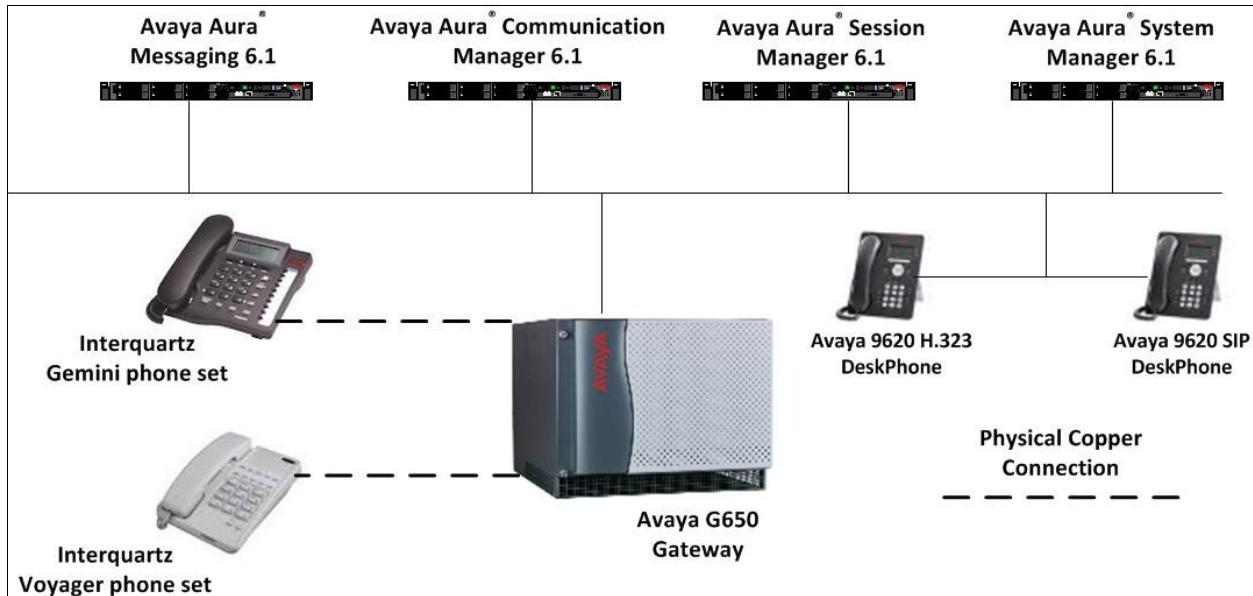 Avaya Aura® Messaging 6.1
Avaya Aura® Communication Manager 6.1
Avaya Aura® Session Manager 6.1
Avaya Aura® System Manager 6.1
Interquartz
Gemini phone set
AVAYA
Avaya 9620 H.323
DeskPhone
Avaya 9620 SIP
DeskPhone
Physical Copper
Connection
Avaya G650
Gateway
Interquartz
Voyager phone set